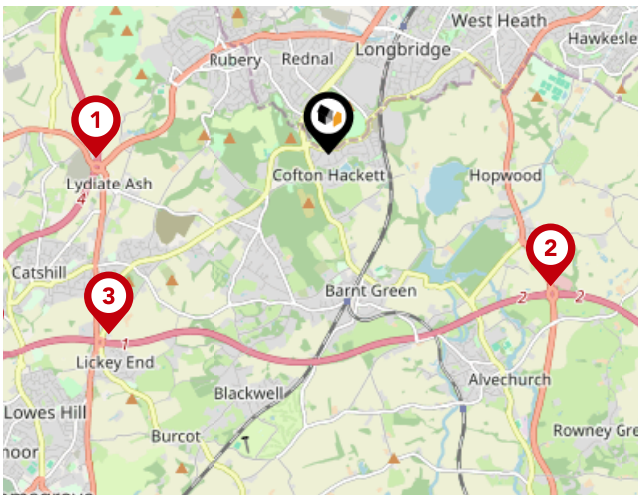 West Heath
Longbridge
Hawkesle
Rubery
Rednal
1
Lydiate Ash
4
Cofton Hackett
Hopwood
2
Catshill
3
Barnt Green
2
2
1
Lickey End
Alvechurch
Blackwell
Lowes Hill
Burcot
Rowney Gre
noor